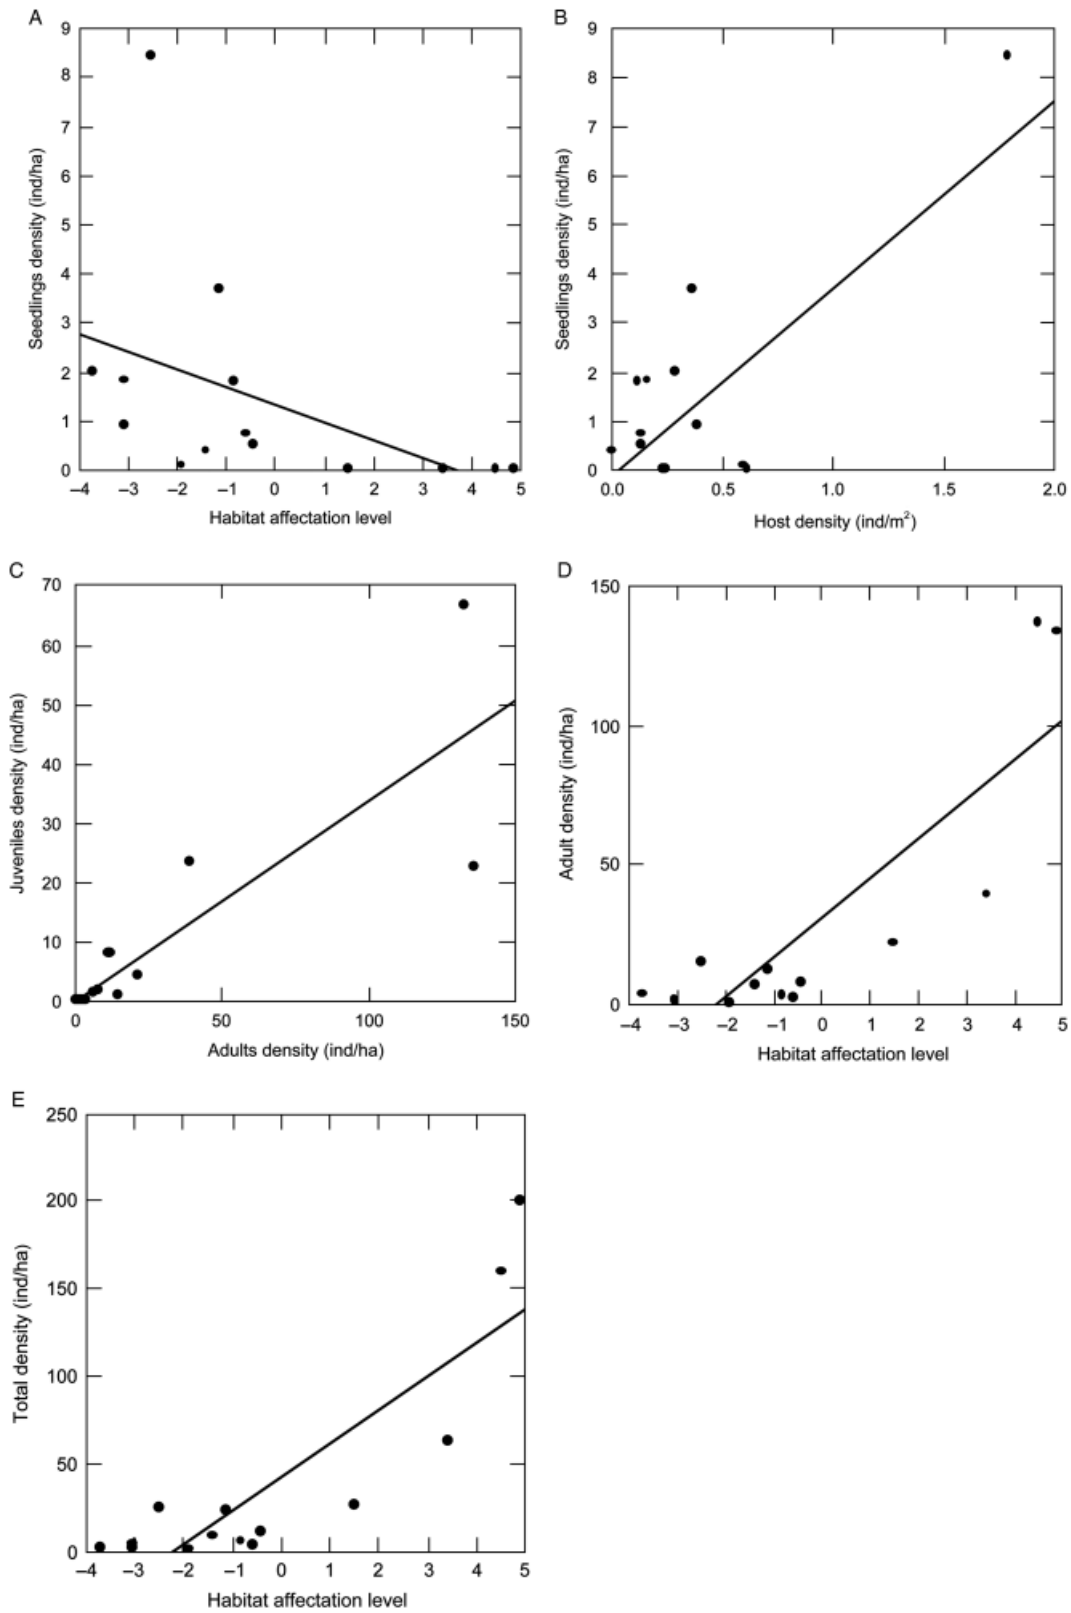 A
9
8
7
6
5
4
3
2
1
0
–4 –3 –2 –1 0 1 2 3 4 5
Seedlings density (ind/ha)
Habitat affectation level
B
9
8
7
6
5
4
3
2
1
0
0.0 0.5 1.0 1.5 2.0
Seedlings density (ind/ha)
Host density (ind/m²)
C
70
60
50
40
30
20
10
0
0 50 100 150
Juveniles density (ind/ha)
Adults density (ind/ha)
D
150
100
50
0
–4 –3 –2 –1 0 1 2 3 4 5
Adult density (ind/ha)
Habitat affectation level
E
250
200
150
100
50
0
–4 –3 –2 –1 0 1 2 3 4 5
Total density (ind/ha)
Habitat affectation level